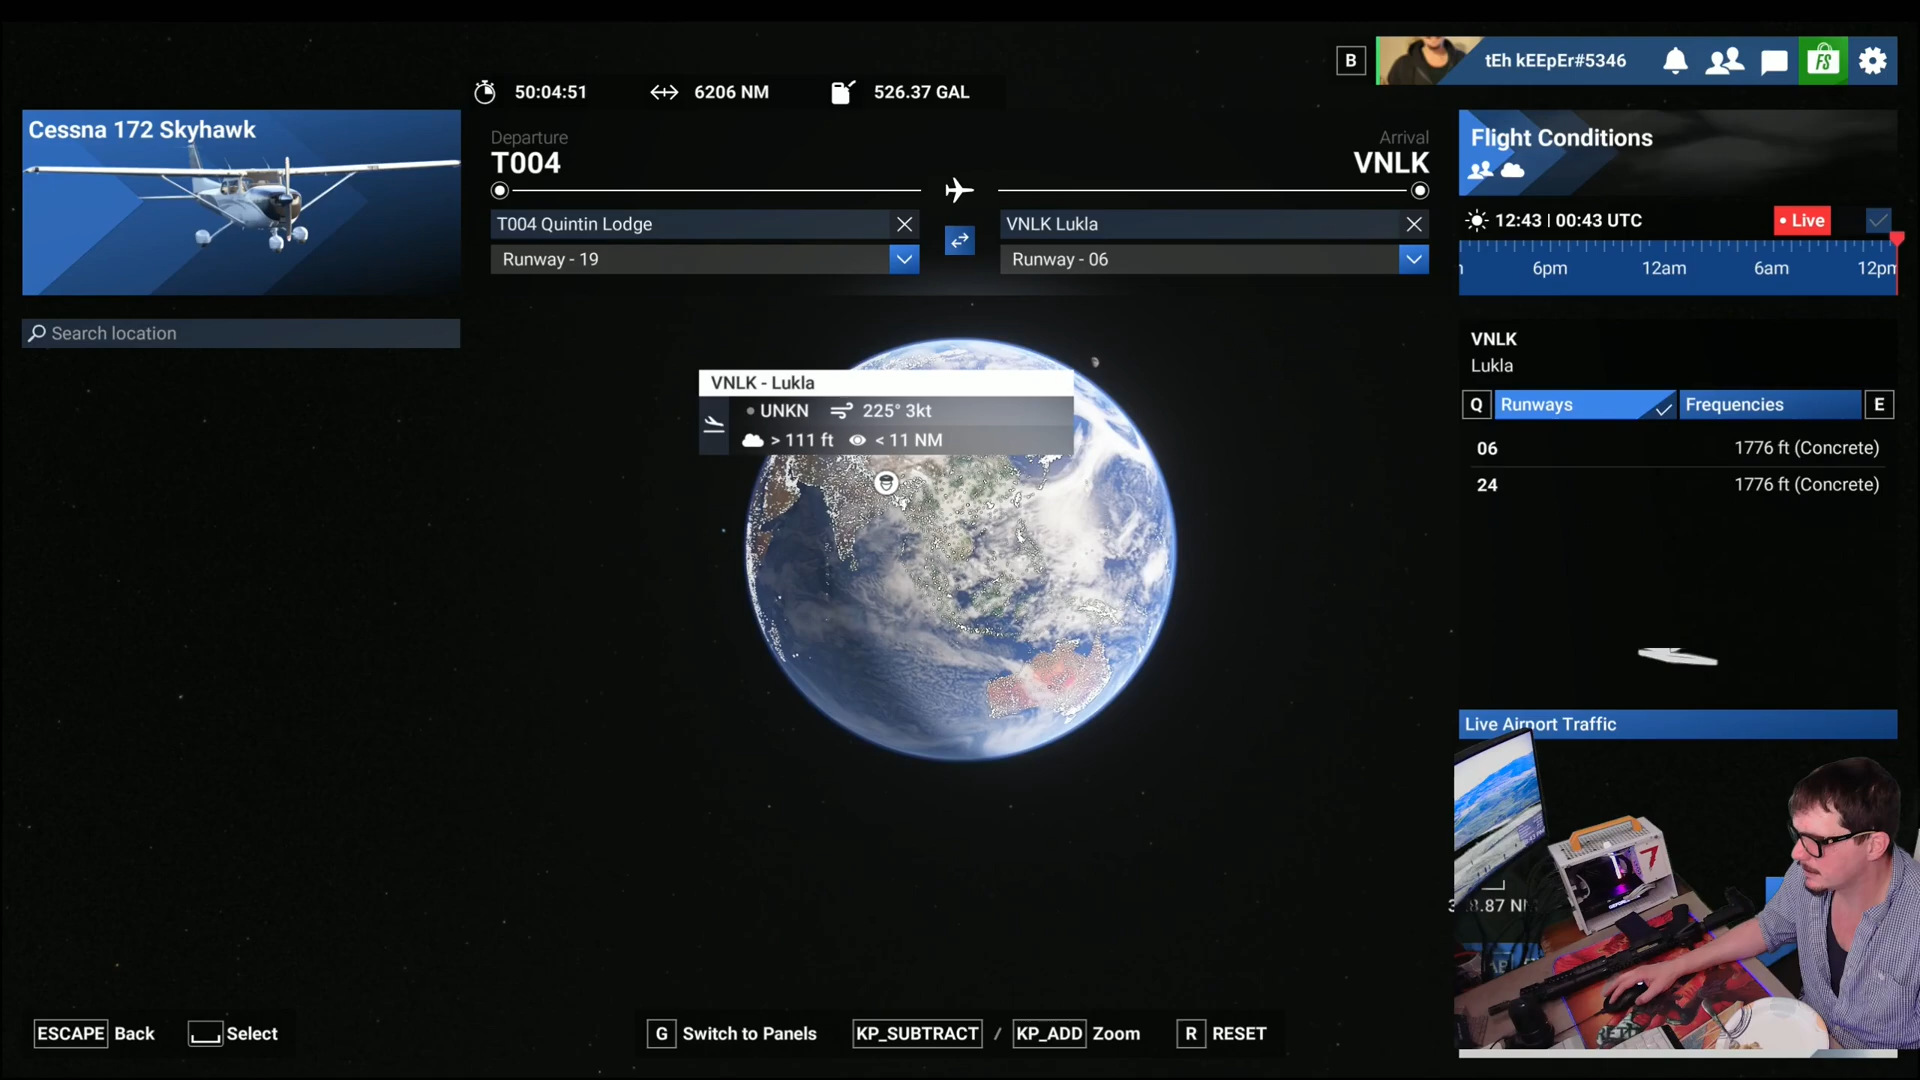 B
tEh kEEpEr#5346
FS
50:04:51
6206 NM
526.37 GAL
Cessna 172 Skyhawk
Departure
Arrival
T004
VNLK
T004 Quintin Lodge
VNLK Lukla
Runway - 19
Runway - 06
Flight Conditions
12:43 | 00:43 UTC
Live
6pm
12am
6am
12pm
Search location
VNLK
Lukla
Q
Runways
Frequencies
E
06
1776 ft (Concrete)
24
1776 ft (Concrete)
VNLK - Lukla
UNKN
225° 3kt
> 111 ft
< 11 NM
Live Airport Traffic
7
ESCAPE Back
Select
G Switch to Panels
KP_SUBTRACT / KP_ADD Zoom
R RESET